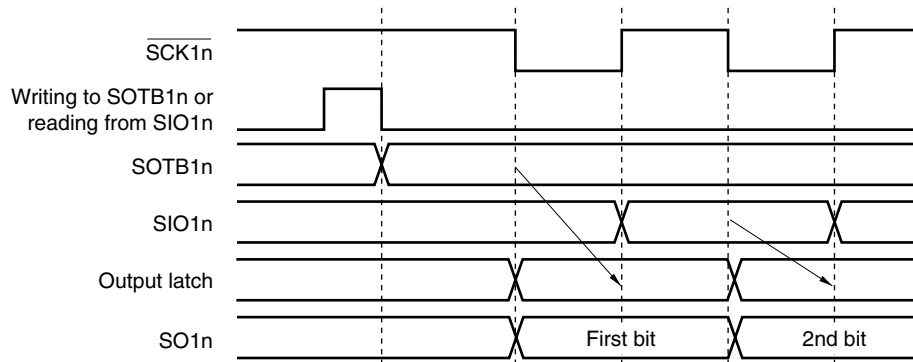 SCK1n
Writing to SOTB1n or
reading from SIO1n
SOTB1n
SIO1n
Output latch
SO1n
First bit
2nd bit